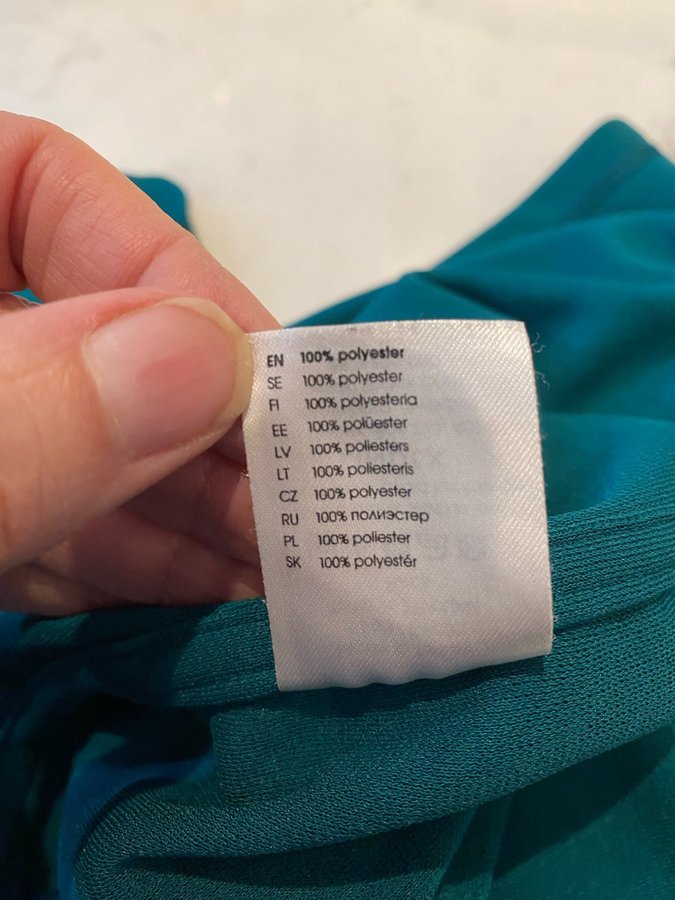 EN 100% polyester
SE 100% polyester
FI 100% polyesteria
EE 100% polüester
LV 100% poliesters
LT 100% poliesteris
CZ 100% polyester
RU 100% полиэстер
PL 100% poliester
SK 100% polyestér